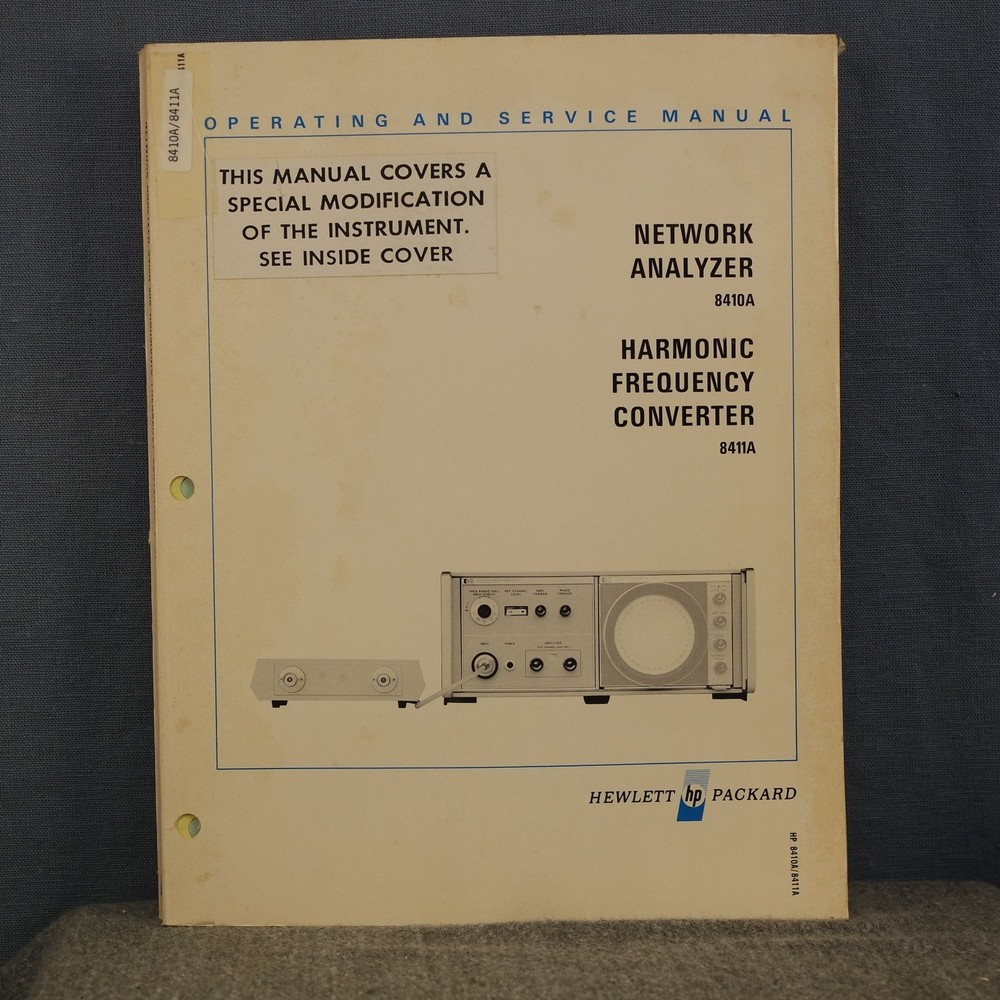 411A
8410A/8411A
OPERATING AND SERVICE MANUAL
THIS MANUAL COVERS A
SPECIAL MODIFICATION
OF THE INSTRUMENT.
SEE INSIDE COVER
NETWORK
ANALYZER
8410A
HARMONIC
FREQUENCY
CONVERTER
8411A
HEWLETT hp PACKARD
HP 8410A/8411A